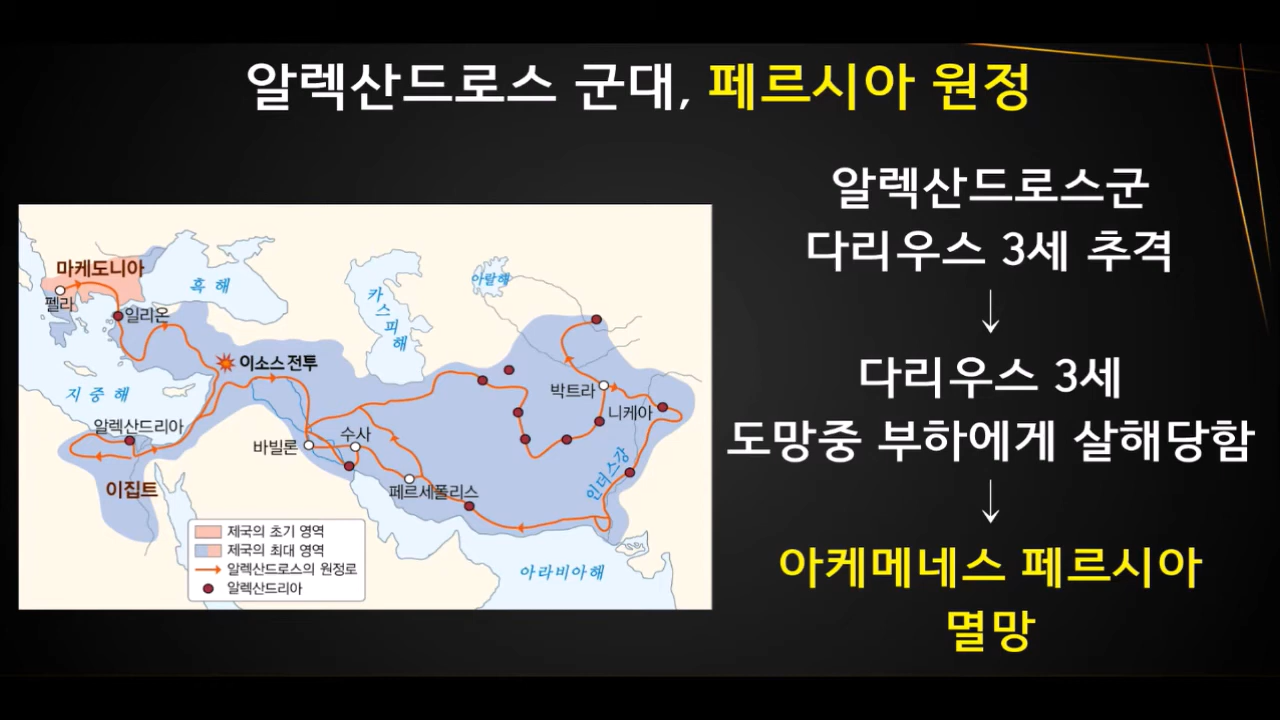 알렉산드로스 군대, 페르시아 원정
알렉산드로스군
다리우스 3세 추격
↓
다리우스 3세
도망중 부하에게 살해당함
↓
아케메네스 페르시아
멸망
마케도니아
펠라
일리온
흑해
카스피해
아랄해
이소스 전투
지중해
알렉산드리아
이집트
바빌론
수사
페르세폴리스
박트라
니케아
인더스강
아라비아해
제국의 초기 영역
제국의 최대 영역
알렉산드로스의 원정로
알렉산드리아